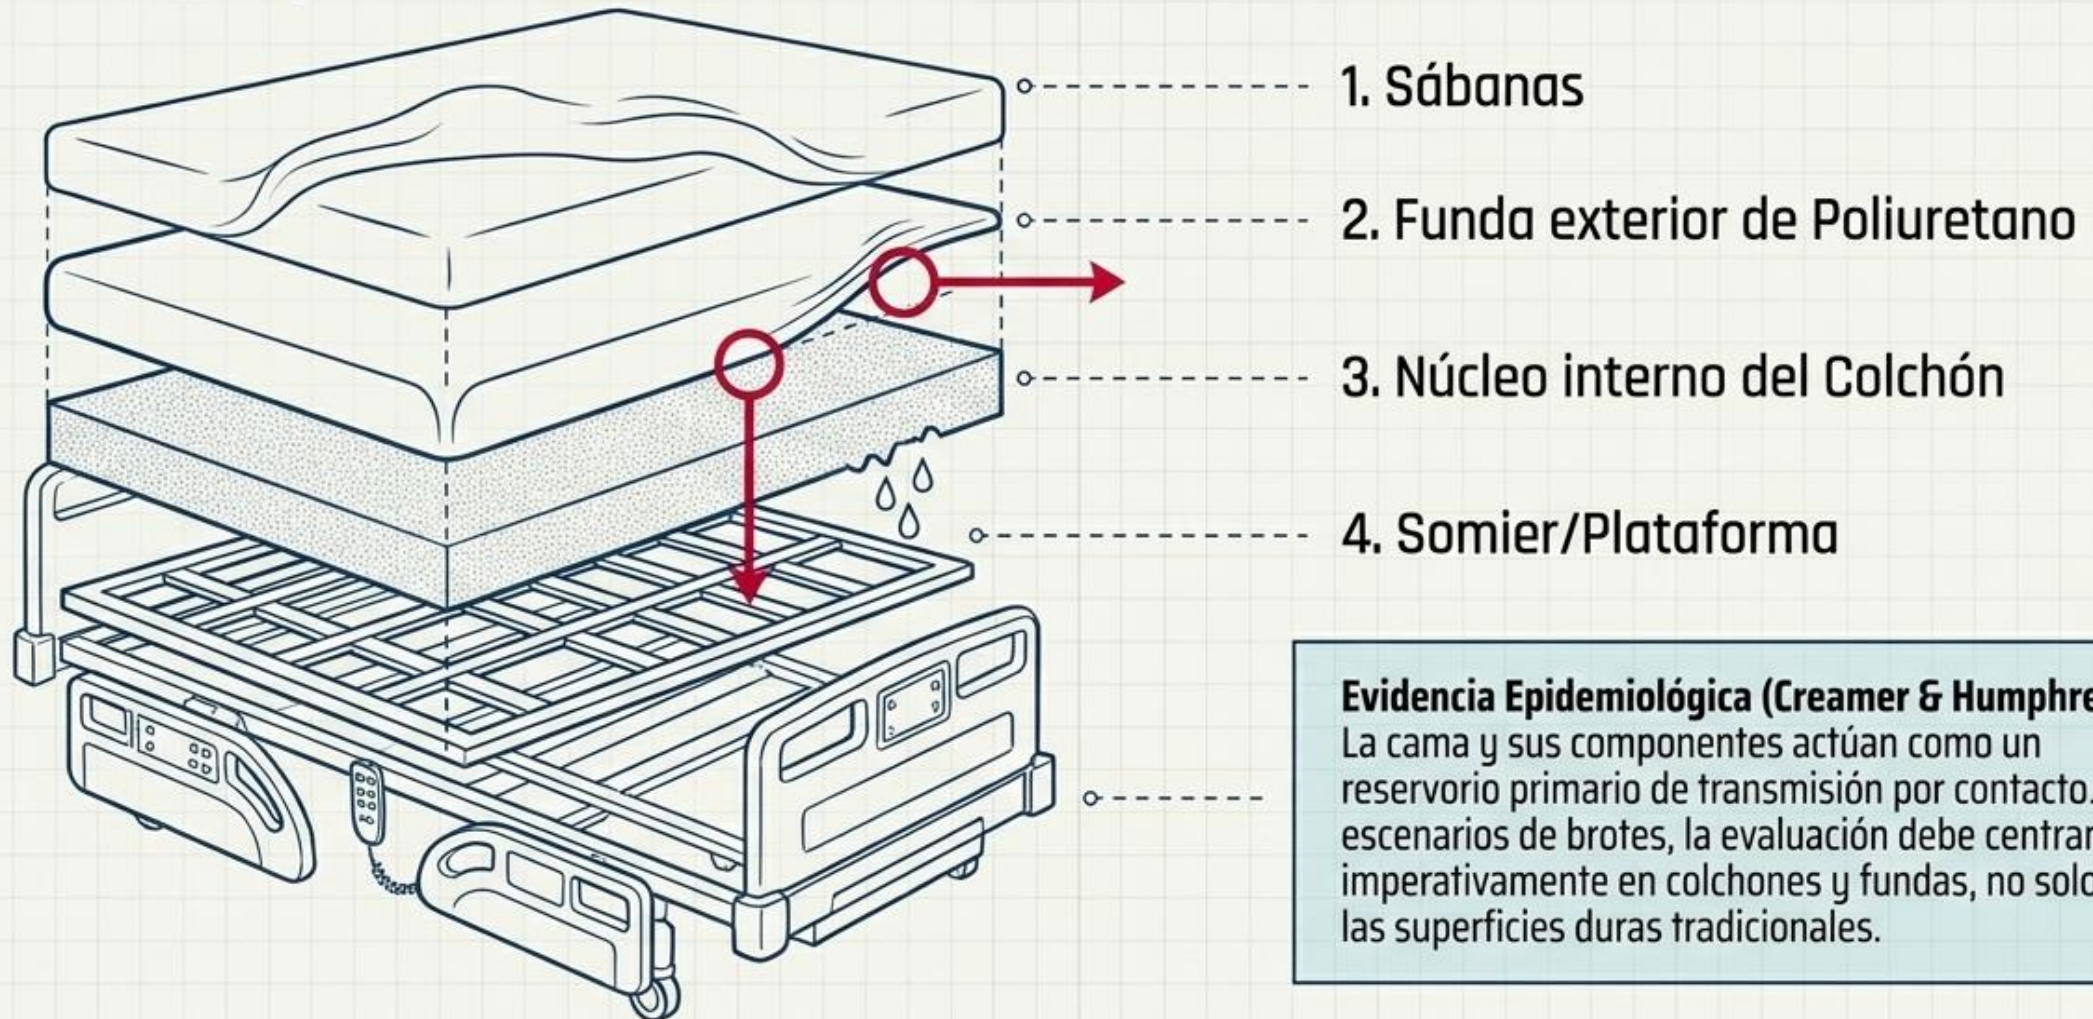 1. Sábanas
2. Funda exterior de Poliuretano
3. Núcleo interno del Colchón
4. Somier/Plataforma
Evidencia Epidemiológica (Creamer & Humphre
La cama y sus componentes actúan como un
reservorio primario de transmisión por contacto.
escenarios de brotes, la evaluación debe centrar
imperativamente en colchones y fundas, no solo
las superficies duras tradicionales.